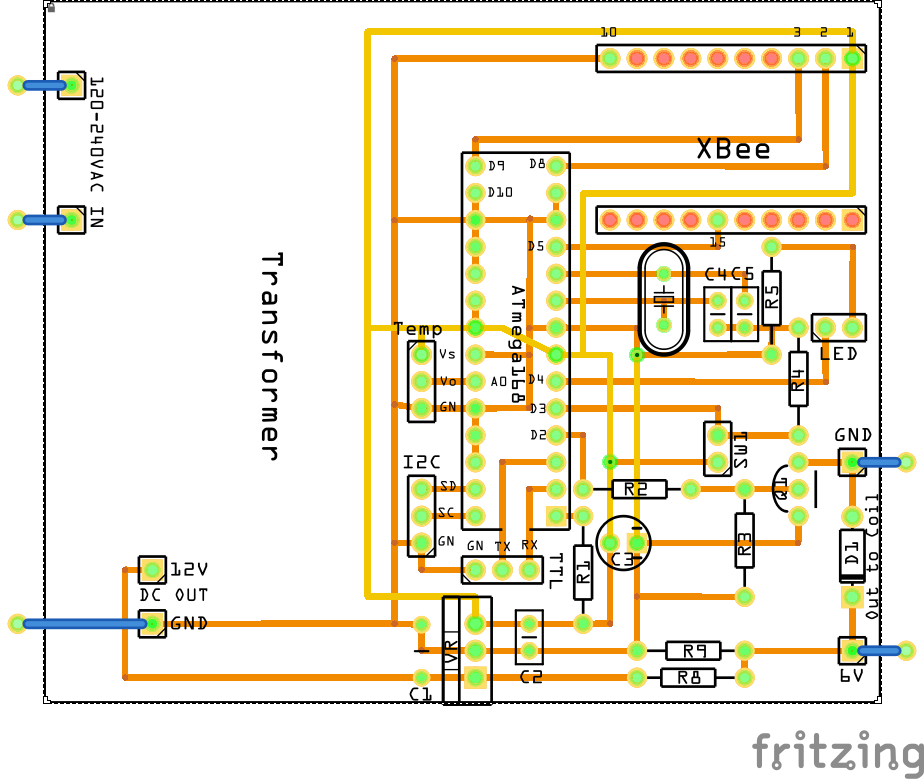 10 3 2 1
120-240VAC IN
XBee
D9 D8
D10
D5
15
Transformer
ATmega168
C4 C5
R5
Temp
LED
Vs
Vo A0 D4
R4
GN D3
D2
SW1
GND
I2C
SD
R2
Q1
SC
GN
GN TX RX
C3
R3
D1
Out to Coil
TTL
R1
12V
DC OUT
GND
VR1
R9
C1
C2
R8
6V
fritzing